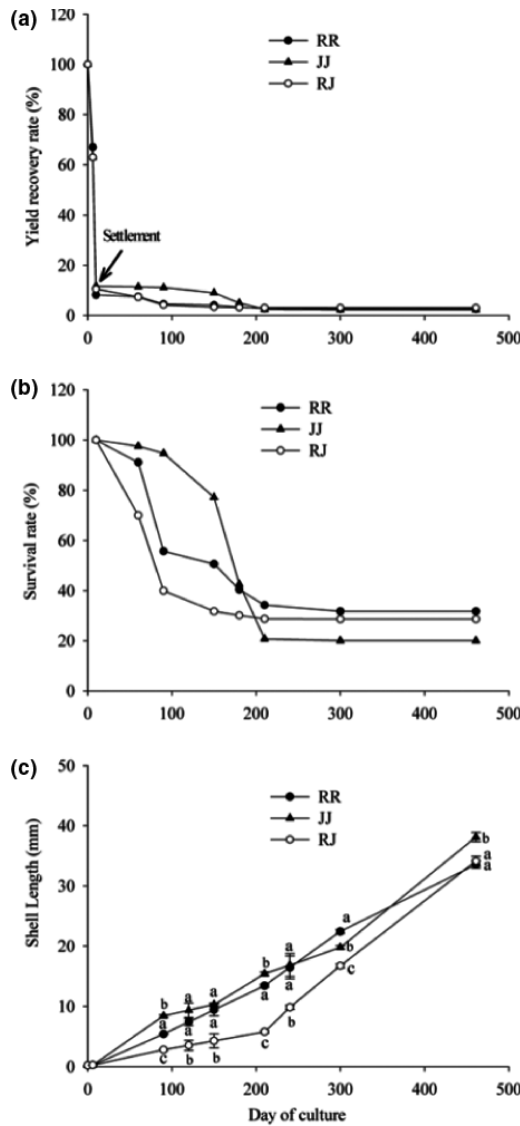 (a)
120
100
80
60
40
20
0
Yield recovery rate (%)
RR
JJ
RJ
Settlement
0 100 200 300 400 500
(b)
120
100
80
60
40
20
0
Survival rate (%)
RR
JJ
RJ
0 100 200 300 400 500
(c)
50
40
30
20
10
0
Shell Length (mm)
RR
JJ
RJ
b
a
a
a
b
a
a
b
a
a
b
a
a
a
a
c
c
b
b
c
b
0 100 200 300 400 500
Day of culture